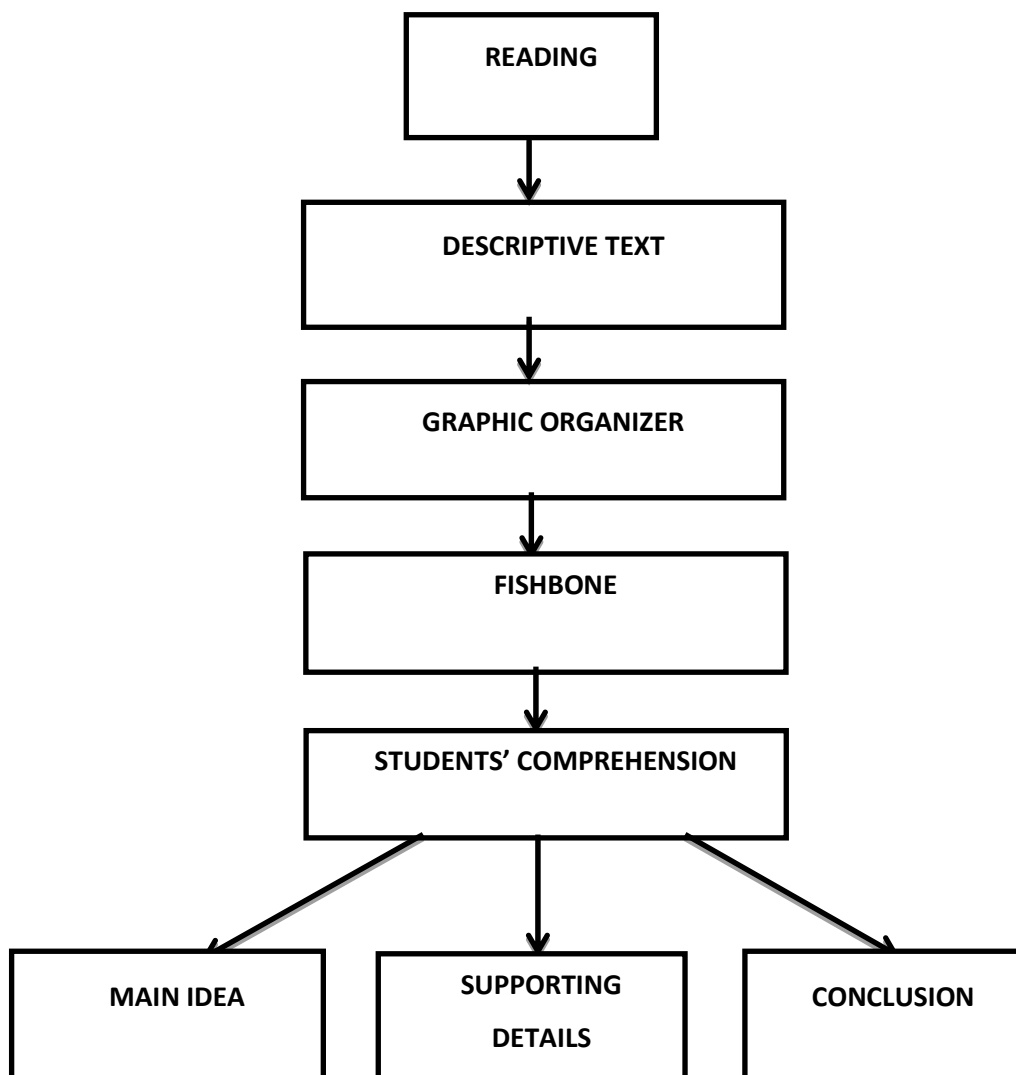 READING
DESCRIPTIVE TEXT
GRAPHIC ORGANIZER
FISHBONE
STUDENTS’ COMPREHENSION
MAIN IDEA
SUPPORTING
DETAILS
CONCLUSION